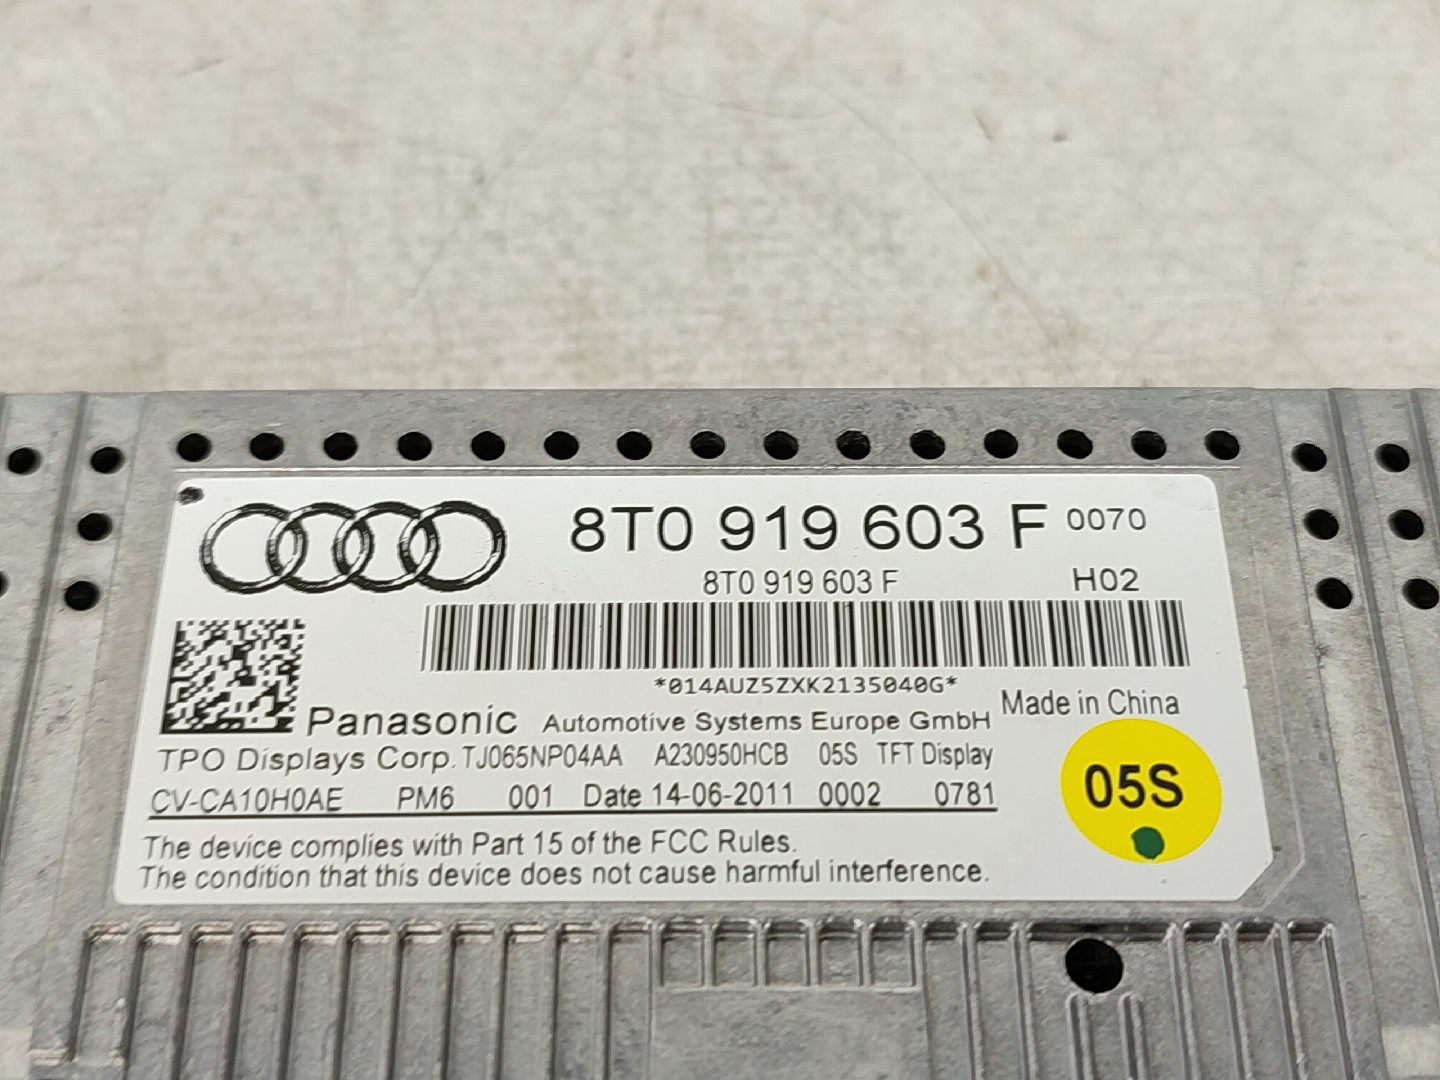 8T0 919 603 F 0070
8T0 919 603 F H02
*014AUZ5ZXK2135040G*
Panasonic Automotive Systems Europe GmbH Made in China
TPO Displays Corp. TJ065NP04AA A230950HCB 05S TFT Display
CV-CA10H0AE PM6 001 Date 14-06-2011 0002 0781
05S
The device complies with Part 15 of the FCC Rules.
The condition that this device does not cause harmful interference.